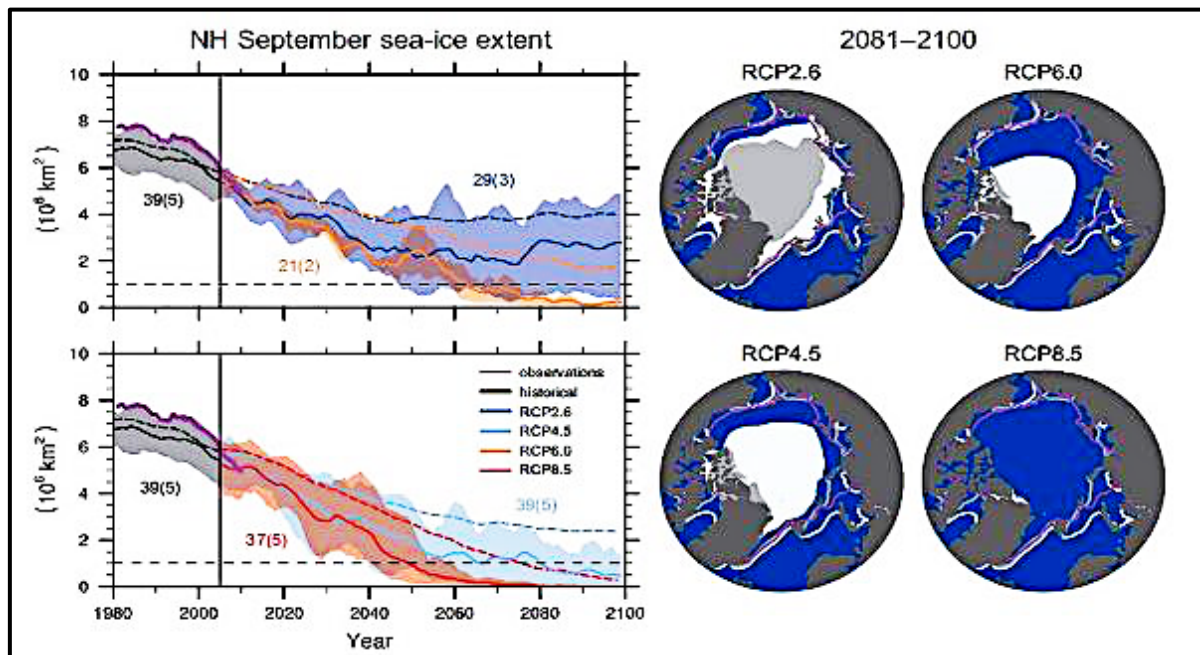 NH September sea-ice extent
2081–2100
RCP2.6
RCP6.0
(10⁶ km²)
10
8
6
4
2
0
39(5)
29(3)
21(2)
RCP4.5
RCP8.5
(10⁶ km²)
10
8
6
4
2
0
39(5)
37(5)
39(5)
observations
historical
RCP2.6
RCP4.5
RCP6.0
RCP8.5
1980 2000 2020 2040 2060 2080 2100
Year